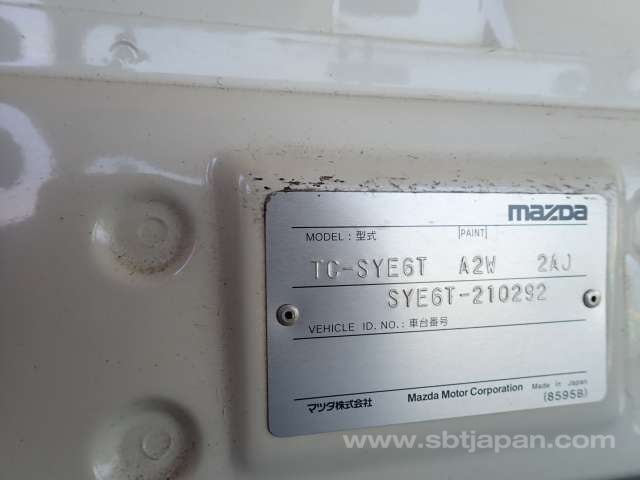 mazda
MODEL : 型式 PAINT
TC-SYE6T A2W 2AJ
SYE6T-210292
VEHICLE ID. NO. : 車台番号
マツダ株式会社 Mazda Motor Corporation Made in Japan
(8595B)
www.sbtjapan.com